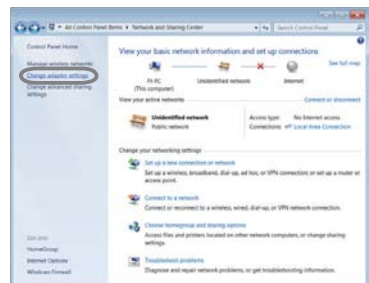 All Control Panel Items
Network and Sharing Center
Search Control Panel
Control Panel Home
Manage wireless networks
Change adapter settings
Change advanced sharing
settings
See also
HomeGroup
Internet Options
Windows Firewall
View your basic network information and set up connections
See full map
PI-PC
(This computer)
Unidentified network
Internet
View your active networks
Connect or disconnect
Unidentified network
Public network
Access type: No Internet access
Connections: Local Area Connection
Change your networking settings
Set up a new connection or network
Set up a wireless, broadband, dial-up, ad hoc, or VPN connection; or set up a router or
access point.
Connect to a network
Connect or reconnect to a wireless, wired, dial-up, or VPN network connection.
Choose homegroup and sharing options
Access files and printers located on other network computers, or change sharing
settings.
Troubleshoot problems
Diagnose and repair network problems, or get troubleshooting information.